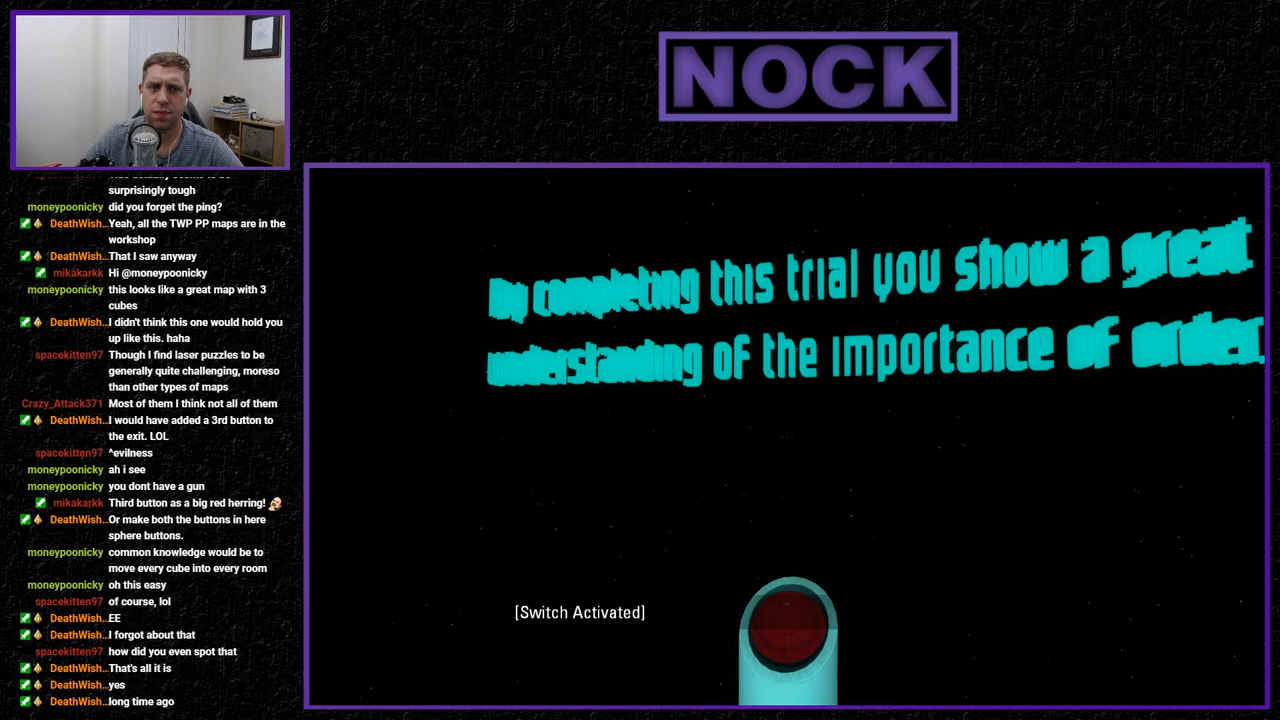 NOCK
surprisingly tough
moneypoonicky did you forget the ping?
DeathWish... Yeah, all the TWP PP maps are in the
workshop
DeathWish... That I saw anyway
mikakarkk Hi @moneypoonicky
moneypoonicky this looks like a great map with 3
cubes
DeathWish... I didn't think this one would hold you
up like this. haha
spacekitten97 Though I find laser puzzles to be
generally quite challenging, moreso
than other types of maps
Crazy_Attack371 Most of them I think not all of them
DeathWish... I would have added a 3rd button to
the exit. LOL
spacekitten97 ^evilness
moneypoonicky ah i see
moneypoonicky you dont have a gun
mikakarkk Third button as a big red herring!
DeathWish... Or make both the buttons in here
sphere buttons.
moneypoonicky common knowledge would be to
move every cube into every room
moneypoonicky oh this easy
spacekitten97 of course, lol
DeathWish... EE
DeathWish... I forgot about that
spacekitten97 how did you even spot that
DeathWish... That's all it is
DeathWish... yes
DeathWish... long time ago
By completing this trial you show a great
understanding of the importance of order.
[Switch Activated]